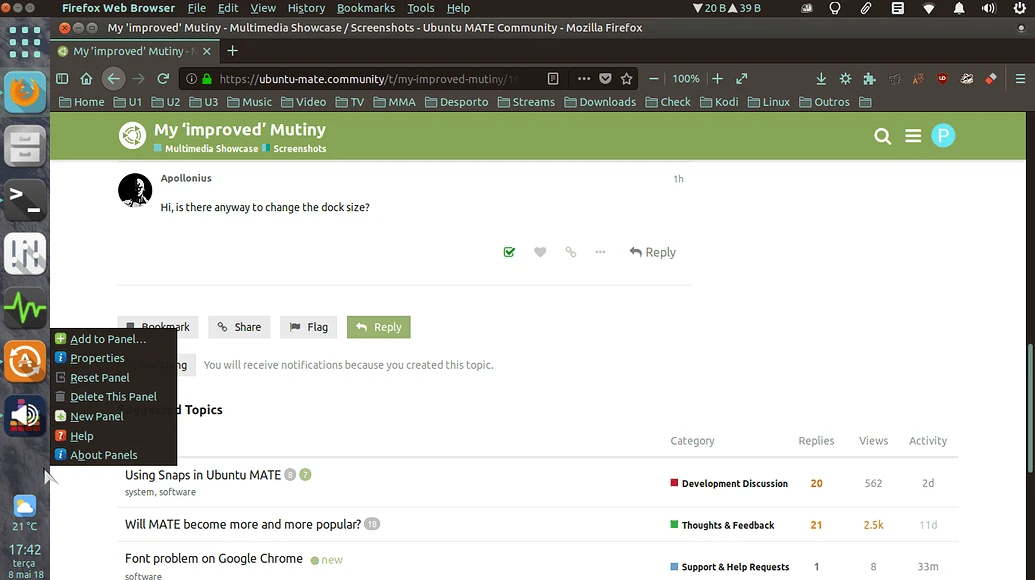 Firefox Web Browser File Edit View History Bookmarks Tools Help 20 B 39 B
My 'improved' Mutiny - Multimedia Showcase / Screenshots - Ubuntu MATE Community - Mozilla Firefox
My 'improved' Mutiny -
https://ubuntu-mate.community/t/my-improved-mutiny/ 100%
Home U1 U2 U3 Music Video TV MMA Desporto Streams Downloads Check Kodi Linux Outros
My ‘improved’ Mutiny
Multimedia Showcase Screenshots
P
Apollonius 1h
Hi, is there anyway to change the dock size?
Reply
Bookmark Share Flag Reply
You will receive notifications because you created this topic.
Add to Panel...
Properties
Reset Panel
Delete This Panel
New Panel
Help
About Panels
Topics
Category Replies Views Activity
Using Snaps in Ubuntu MATE 8 7
system, software
Development Discussion 20 562 2d
Will MATE become more and more popular? 18 Thoughts & Feedback 21 2.5k 11d
Font problem on Google Chrome new
software
Support & Help Requests 1 8 33m
21 °C
17:42
terça
8 mai 18